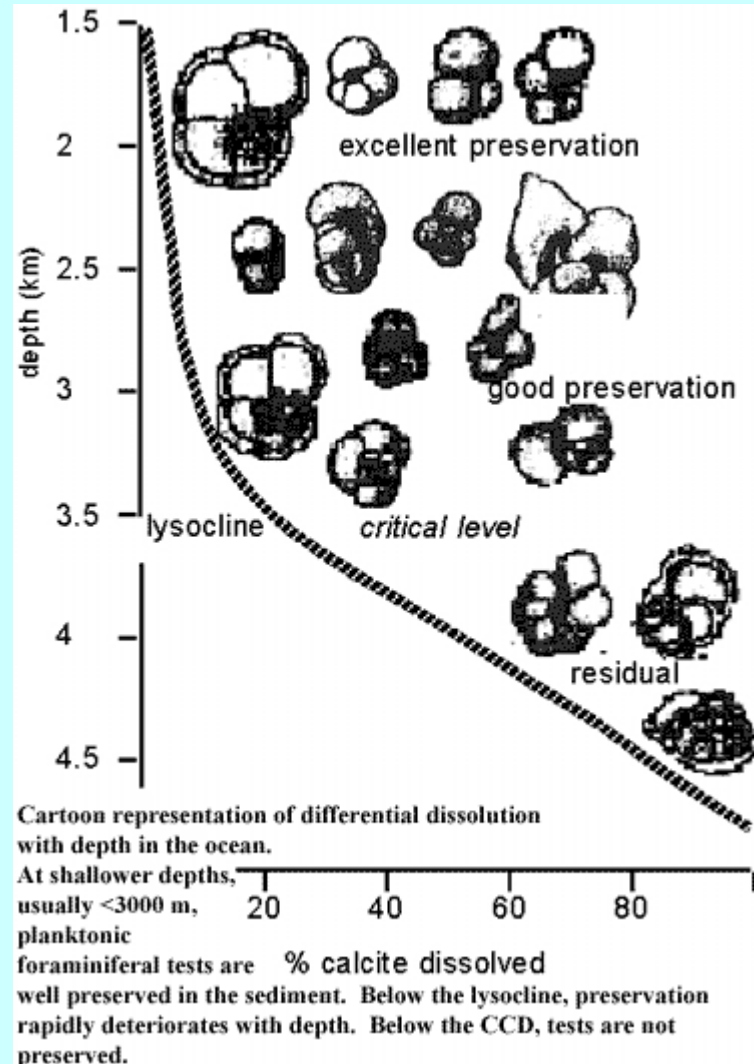 1.5
excellent preservation
2
depth (km)
2.5
3
good preservation
3.5
lysocline critical level
4
residual
4.5
Cartoon representation of differential dissolution
with depth in the ocean.
At shallower depths,
usually <3000 m,
20 40 60 80
planktonic
foraminiferal tests are % calcite dissolved
well preserved in the sediment. Below the lysocline, preservation
rapidly deteriorates with depth. Below the CCD, tests are not
preserved.